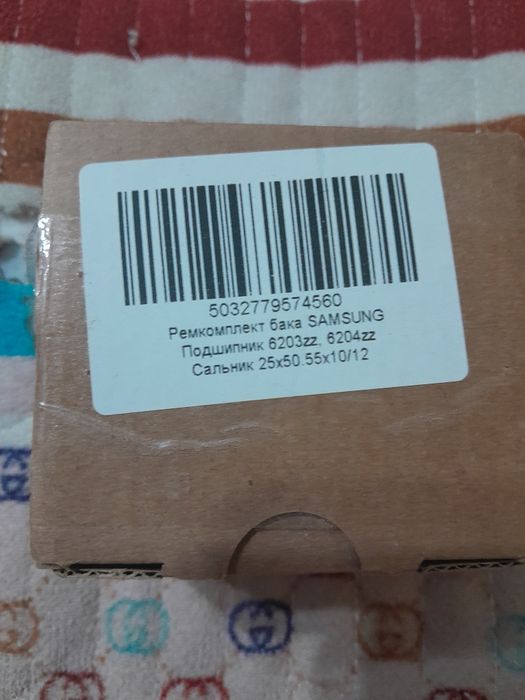 5032779574560
Ремкомплект бака SAMSUNG
Подшипник 6203zz, 6204zz
Сальник 25x50.55x10/12